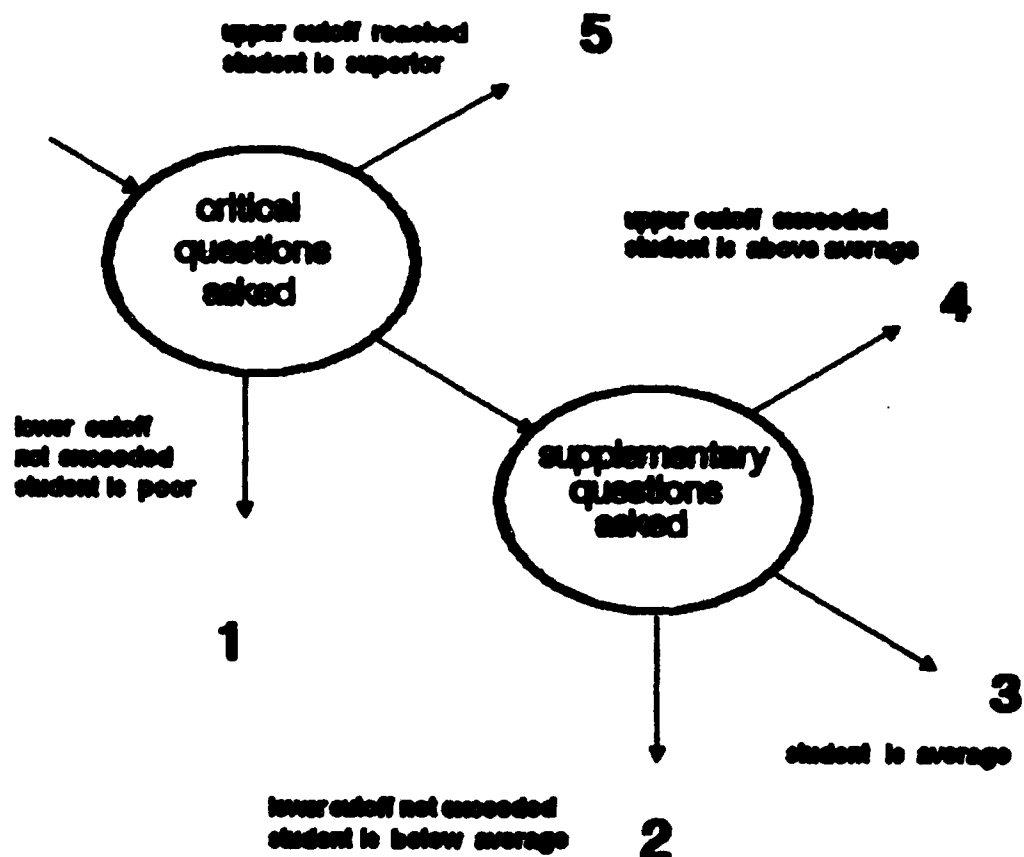 upper cutoff reached
student is superior
5
critical
questions
asked
upper cutoff exceeded
student is above average
4
lower cutoff
not exceeded
student is poor
supplementary
questions
asked
1
3
student is average
lower cutoff not exceeded
student is below average
2